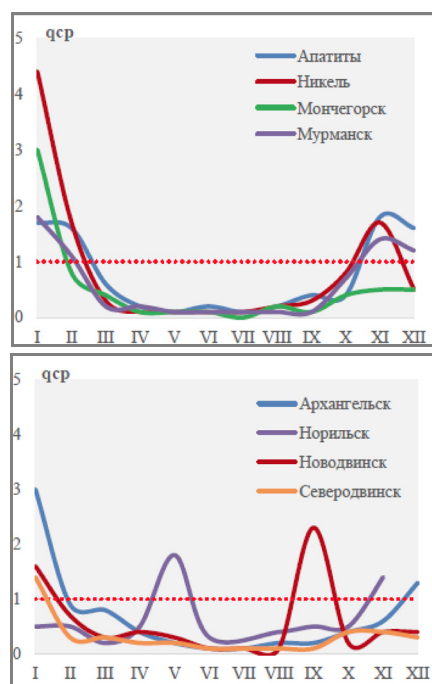 qcp
5
4
3
2
1
0
Апатиты
Никель
Мончегорск
Мурманск
I II III IV V VI VII VIII IX X XI XII
qcp
5
4
3
2
1
0
Архангельск
Норильск
Новодвинск
Северодвинск
I II III IV V VI VII VIII IX X XI XII